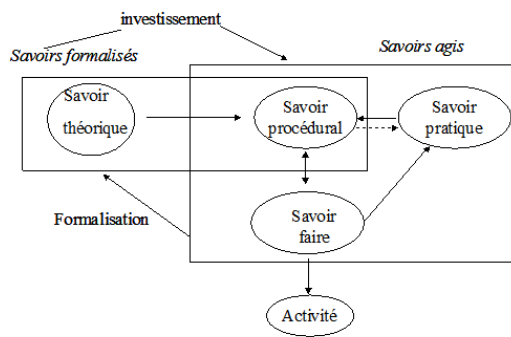 investissement
Savoirs formalisés
Savoirs agis
Savoir
théorique
Savoir
procédural
Savoir
pratique
Formalisation
Savoir
faire
Activité